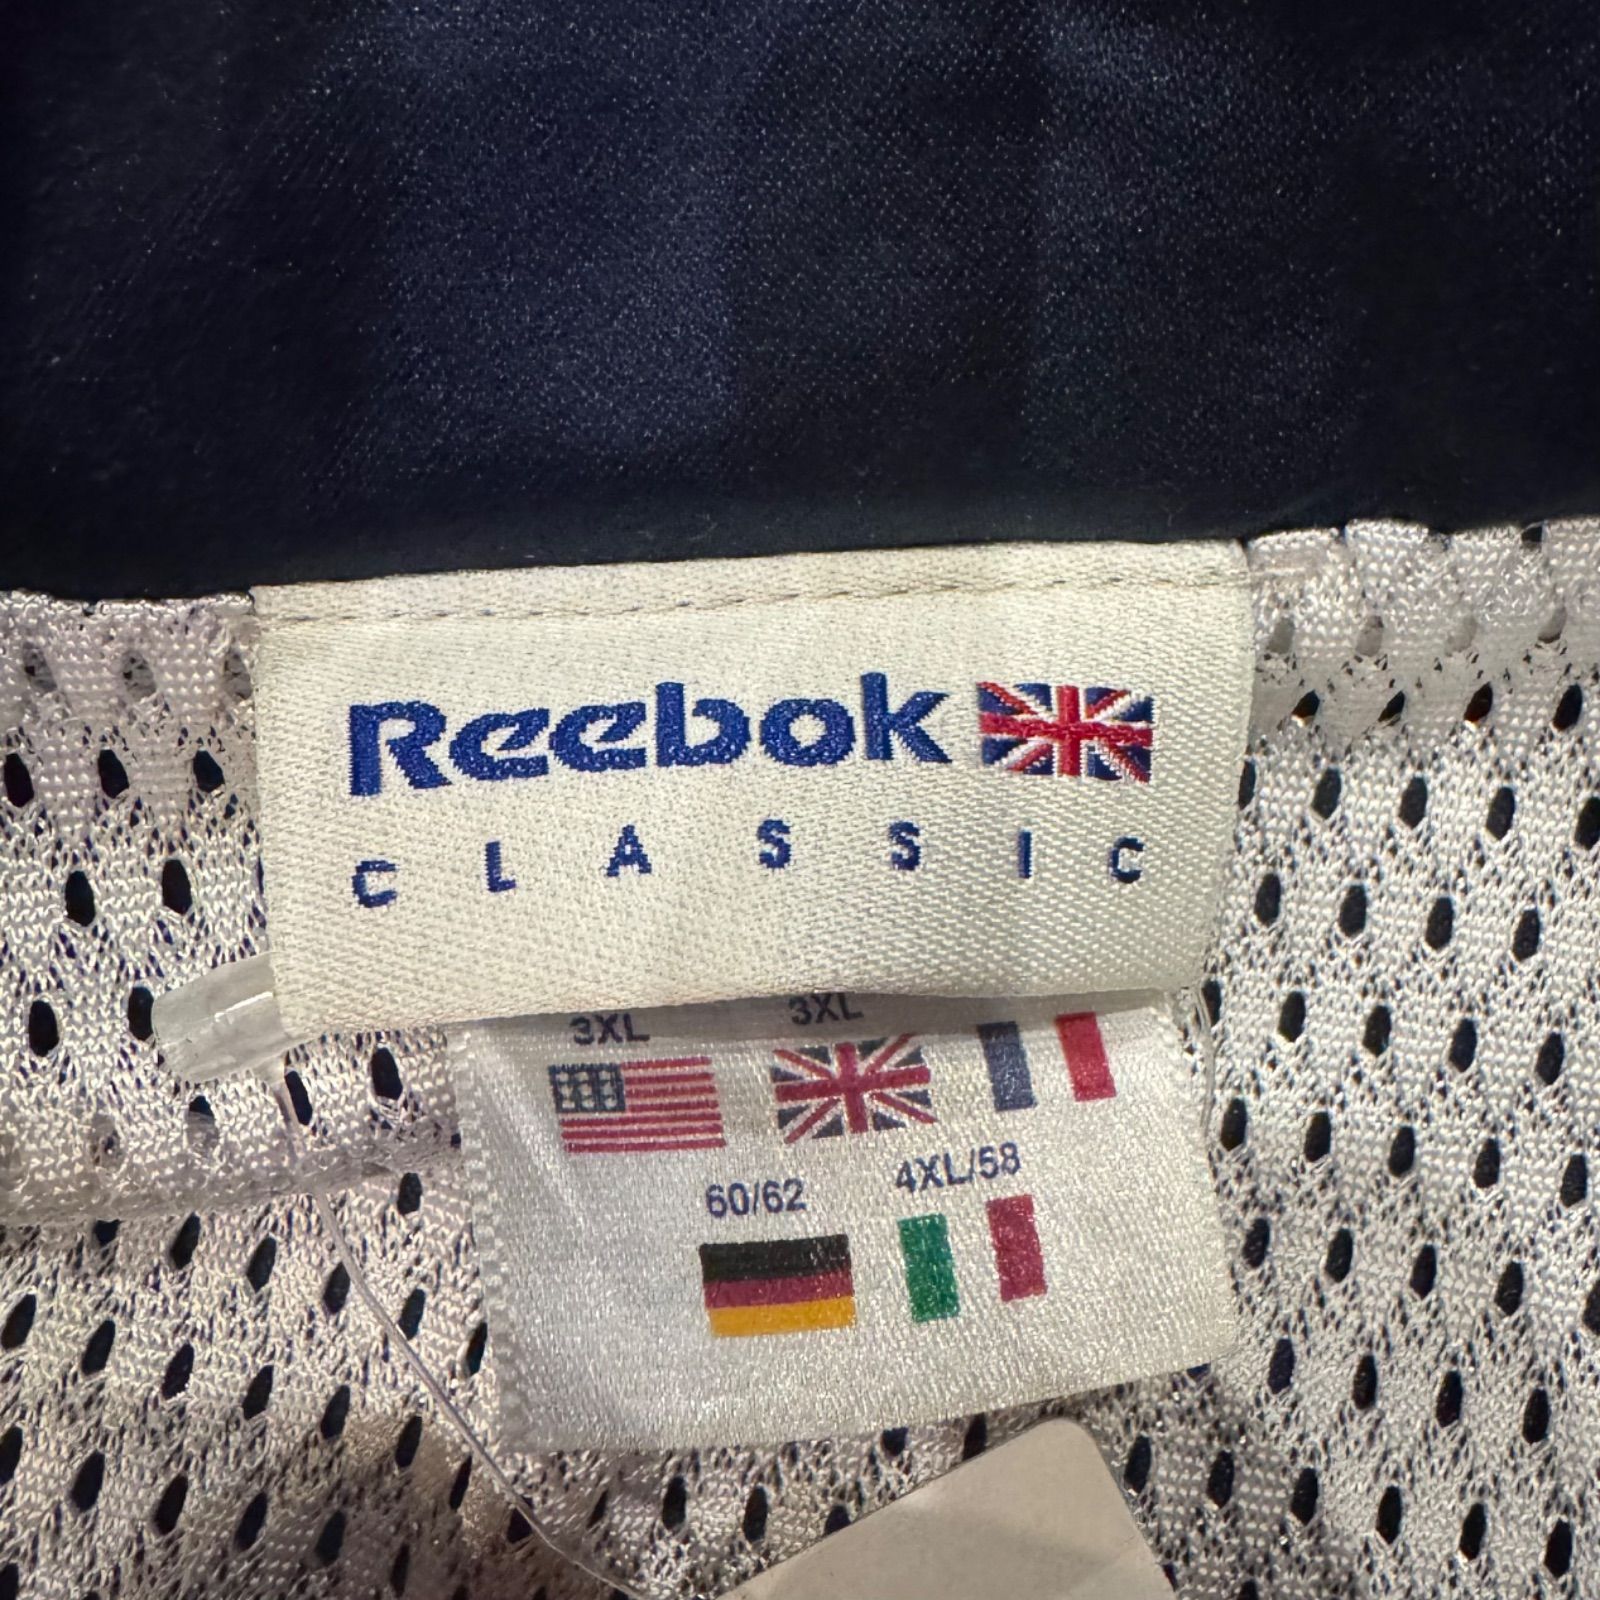 Reebok
CLASSIC
3XL 3XL
60/62 4XL/58